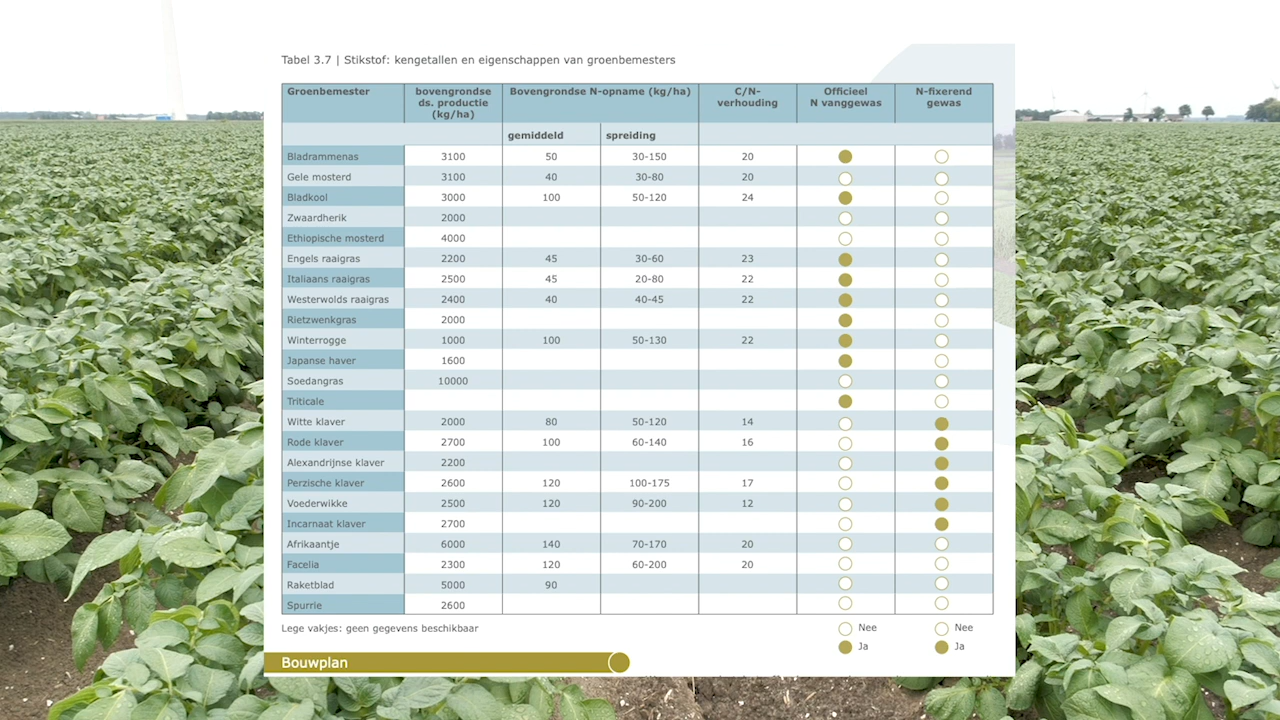 Tabel 3.7 | Stikstof: kengetallen en eigenschappen van groenbemesters
Groenbemester bovengrondse ds. productie (kg/ha) Bovengrondse N-opname (kg/ha) C/N-verhouding Officieel N vanggewas N-fixerend gewas
gemiddeld spreiding
Bladrammenas 3100 50 30-150 20
Gele mosterd 3100 40 30-80 20
Bladkool 3000 100 50-120 24
Zwaardherik 2000
Ethiopische mosterd 4000
Engels raaigras 2200 45 30-60 23
Italiaans raaigras 2500 45 20-80 22
Westerwolds raaigras 2400 40 40-45 22
Rietzwenkgras 2000
Winterrogge 1000 100 50-130 22
Japanse haver 1600
Soedangras 10000
Triticale
Witte klaver 2000 80 50-120 14
Rode klaver 2700 100 60-140 16
Alexandrijnse klaver 2200
Perzische klaver 2600 120 100-175 17
Voederwikke 2500 120 90-200 12
Incarnaat klaver 2700
Afrikaantje 6000 140 70-170 20
Facelia 2300 120 60-200 20
Raketblad 5000 90
Spurrie 2600
Lege vakjes: geen gegevens beschikbaar Nee Nee
Ja Ja
Bouwplan